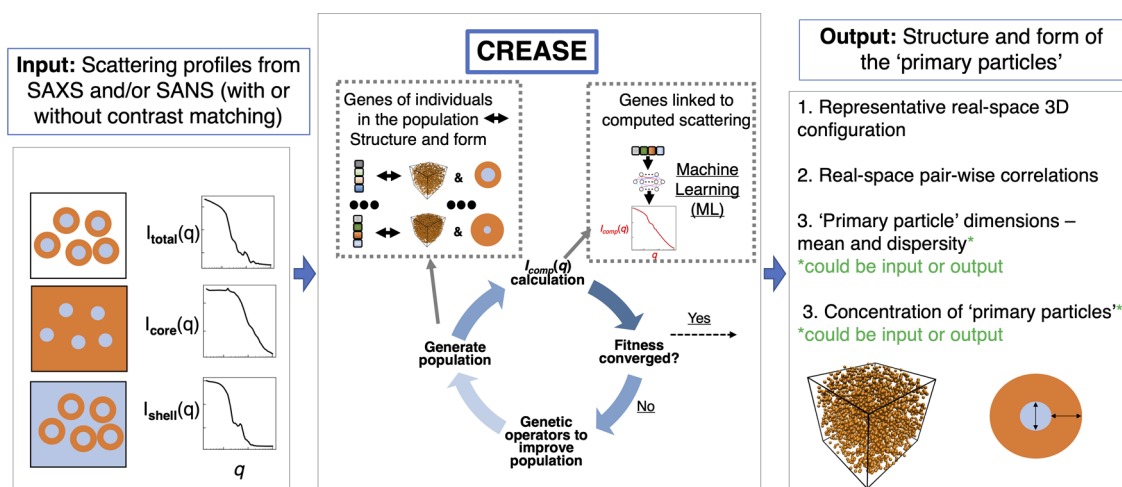 Input: Scattering profiles from
SAXS and/or SANS (with or
without contrast matching)
Itotal(q)
Icore(q)
Ishell(q)
q
CREASE
Genes of individuals
in the population
Structure and form
&
&
Genes linked to
computed scattering
Machine
Learning
(ML)
Icomp(q)
q
Icomp(q)
calculation
Yes
Fitness
converged?
No
Genetic
operators to
improve
population
Generate
population
Output: Structure and form of
the ‘primary particles’
1. Representative real-space 3D
configuration
2. Real-space pair-wise correlations
3. ‘Primary particle’ dimensions –
mean and dispersity*
*could be input or output
3. Concentration of ‘primary particles’*
*could be input or output